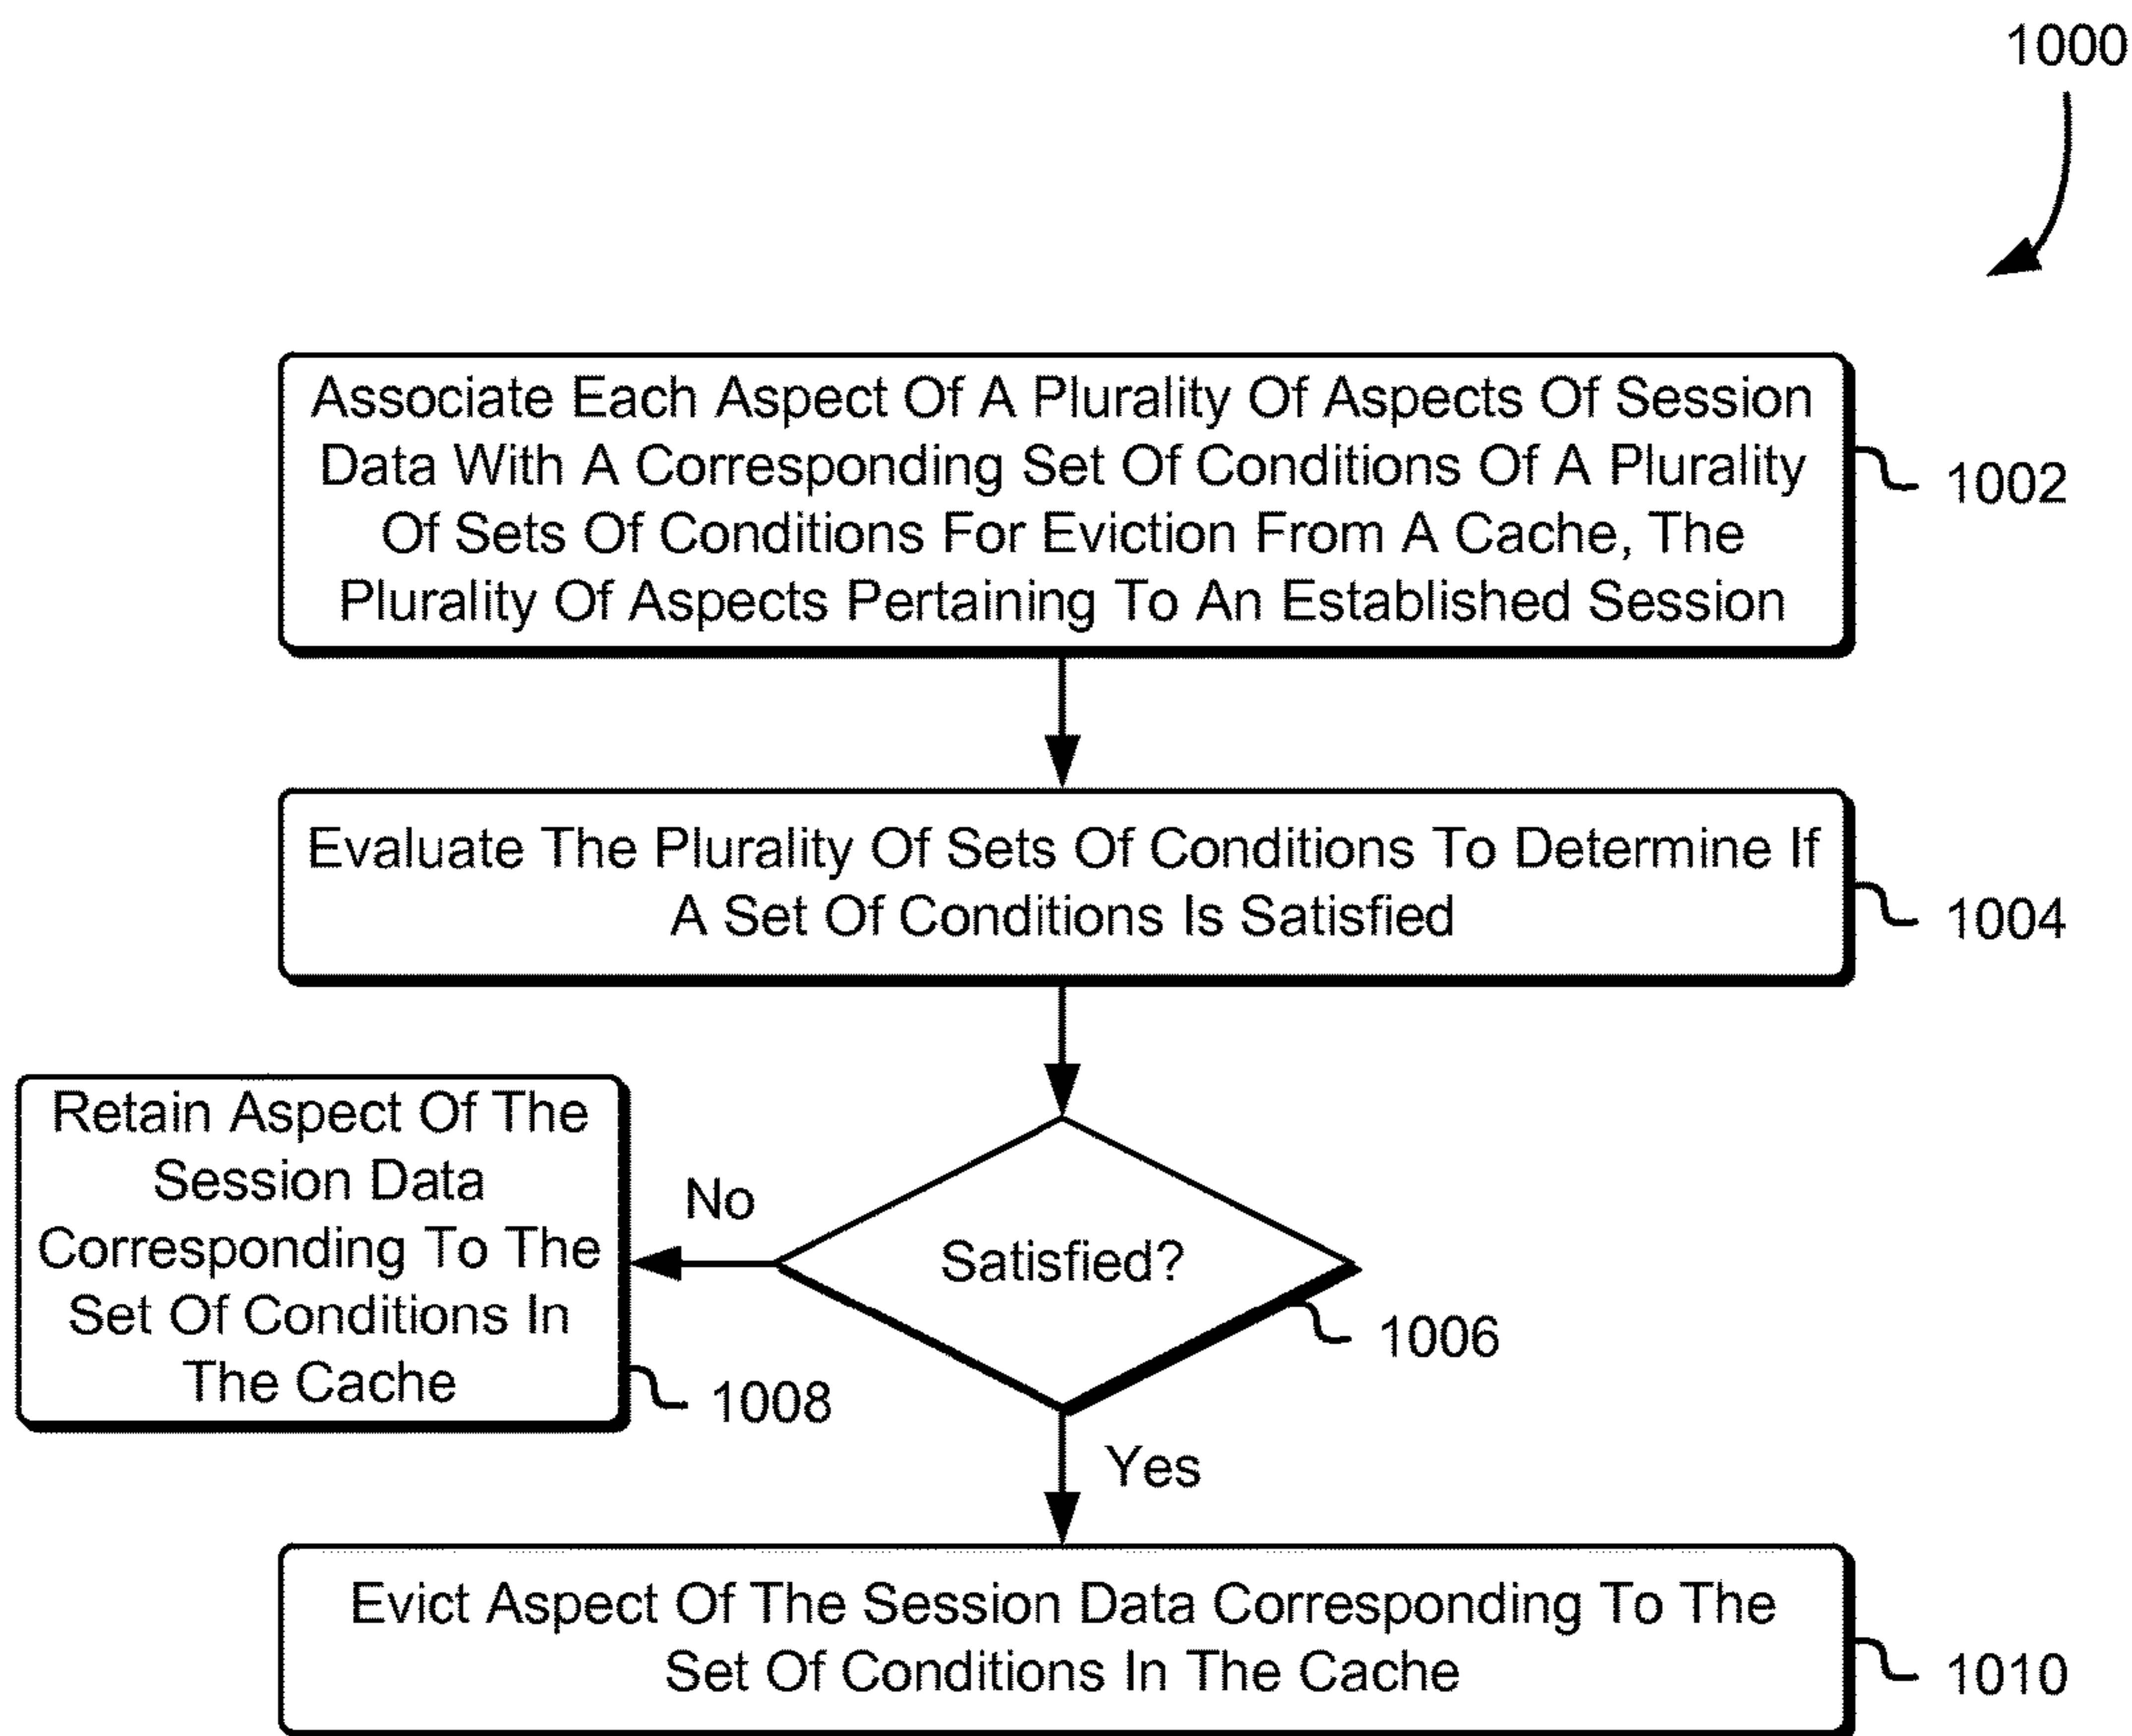 1000
Associate Each Aspect Of A Plurality Of Aspects Of Session
Data With A Corresponding Set Of Conditions Of A Plurality
Of Sets Of Conditions For Eviction From A Cache, The
Plurality Of Aspects Pertaining To An Established Session
1002
Evaluate The Plurality Of Sets Of Conditions To Determine If
A Set Of Conditions Is Satisfied
1004
Retain Aspect Of The
Session Data
Corresponding To The
Set Of Conditions In
The Cache
1008
No
Satisfied?
1006
Yes
Evict Aspect Of The Session Data Corresponding To The
Set Of Conditions In The Cache
1010